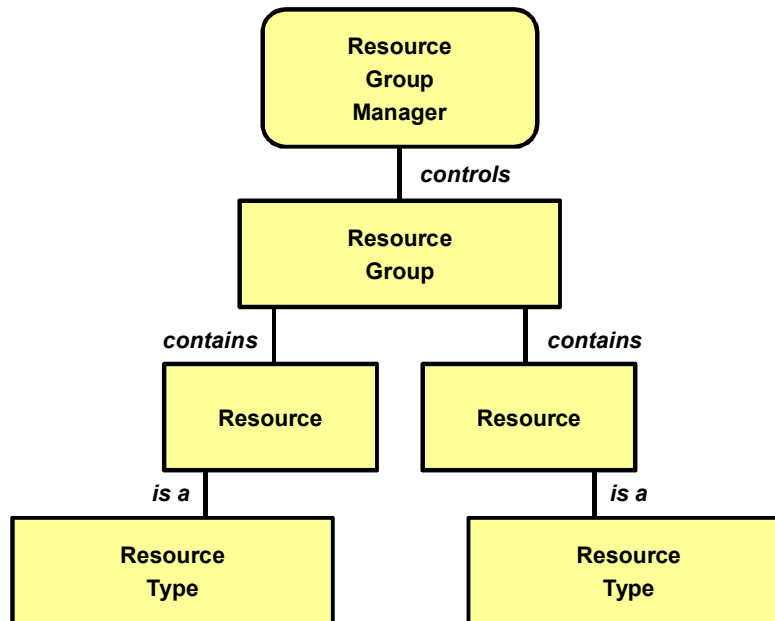 Resource
Group
Manager
controls
Resource
Group
contains
contains
Resource
Resource
is a
is a
Resource
Type
Resource
Type